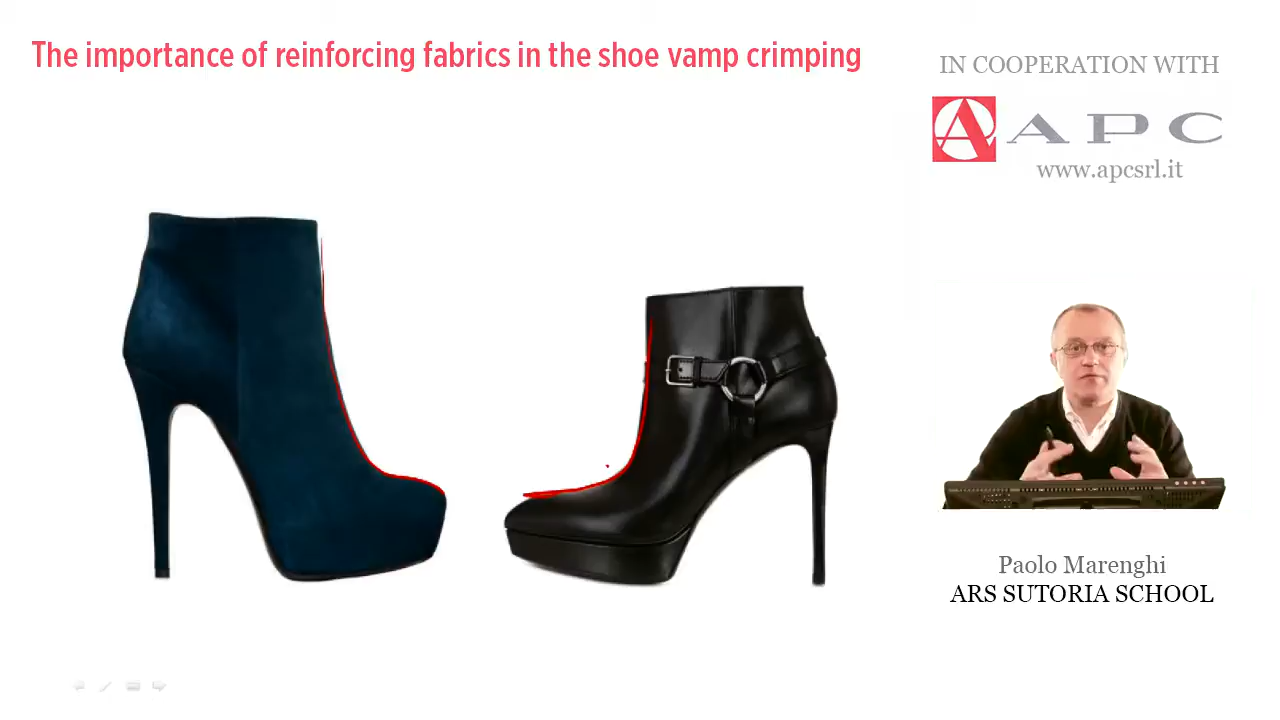 The importance of reinforcing fabrics in the shoe vamp crimping
IN COOPERATION WITH
A APC
www.apcsrl.it
Paolo Marenghi
ARS SUTORIA SCHOOL